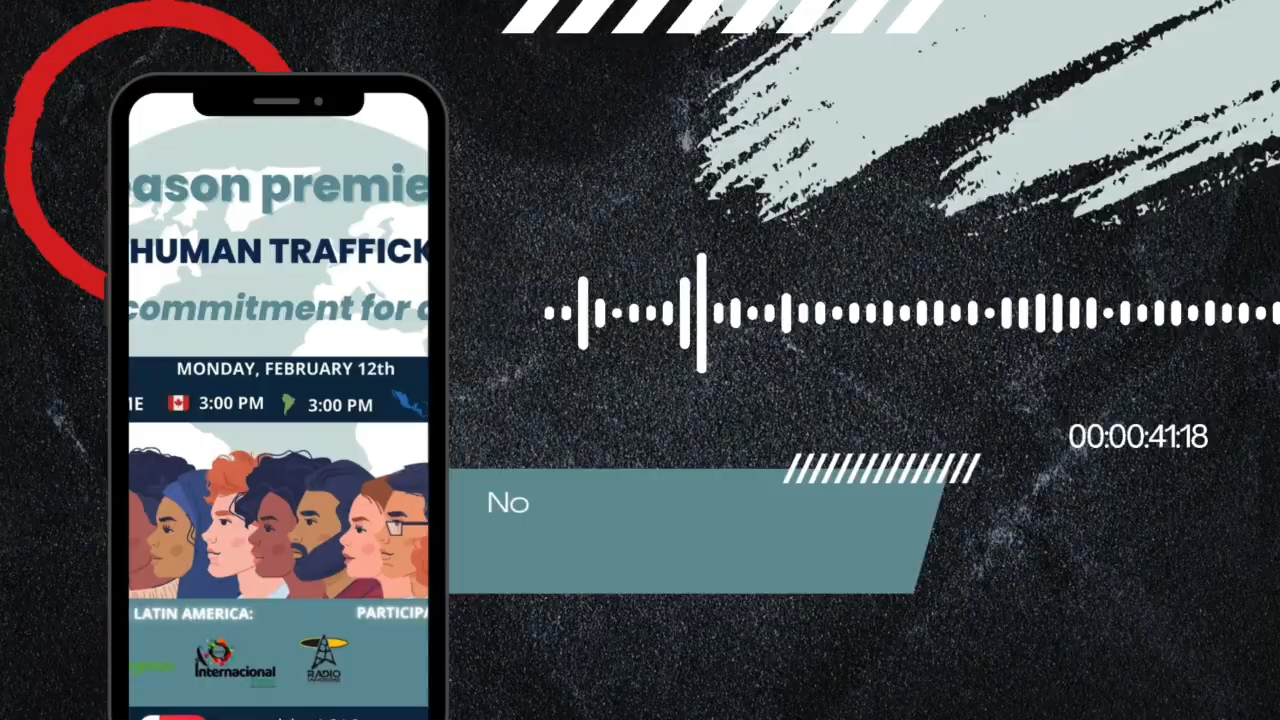 ason premie
HUMAN TRAFFICK
commitment for
MONDAY, FEBRUARY 12th
3:00 PM 3:00 PM
00:00:41:18
No
LATIN AMERICA: PARTICIPA
Internacional
RADIO